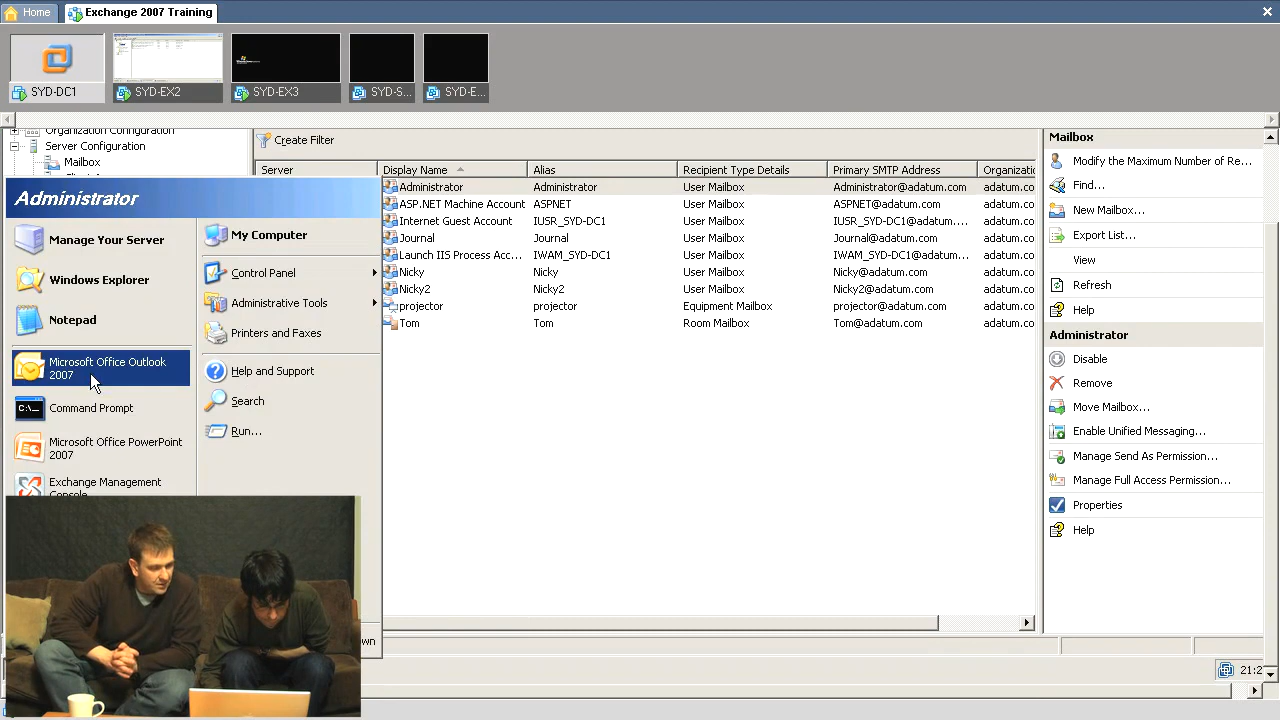 Home
Exchange 2007 Training
SYD-DC1
SYD-EX2
SYD-EX3
SYD-S...
SYD-E...
Organization Configuration
Server Configuration
Mailbox
Create Filter
Server
Display Name
Alias
Recipient Type Details
Primary SMTP Address
Organizatio
Administrator
Administrator
User Mailbox
Administrator@adatum.com
adatum.co
ASP.NET Machine Account
ASPNET
User Mailbox
ASPNET@adatum.com
adatum.co
Internet Guest Account
IUSR_SYD-DC1
User Mailbox
IUSR_SYD-DC1@adatum....
adatum.co
Journal
Journal
User Mailbox
Journal@adatum.com
adatum.co
Launch IIS Process Acc...
IWAM_SYD-DC1
User Mailbox
IWAM_SYD-DC1@adatum...
adatum.co
Nicky
Nicky
User Mailbox
Nicky@adatum.com
adatum.co
Nicky2
Nicky2
User Mailbox
Nicky2@adatum.com
adatum.co
projector
projector
Equipment Mailbox
projector@adatum.com
adatum.co
Tom
Tom
Room Mailbox
Tom@adatum.com
adatum.co
Administrator
Manage Your Server
Windows Explorer
Notepad
Microsoft Office Outlook
2007
Command Prompt
Microsoft Office PowerPoint
2007
Exchange Management
Console
My Computer
Control Panel
Administrative Tools
Printers and Faxes
Help and Support
Search
Run...
Mailbox
Modify the Maximum Number of Re...
New Mailbox...
Export List...
View
Refresh
Administrator
Disable
Remove
Move Mailbox...
Enable Unified Messaging...
Manage Send As Permission...
Manage Full Access Permission...
Properties
Help
21:2